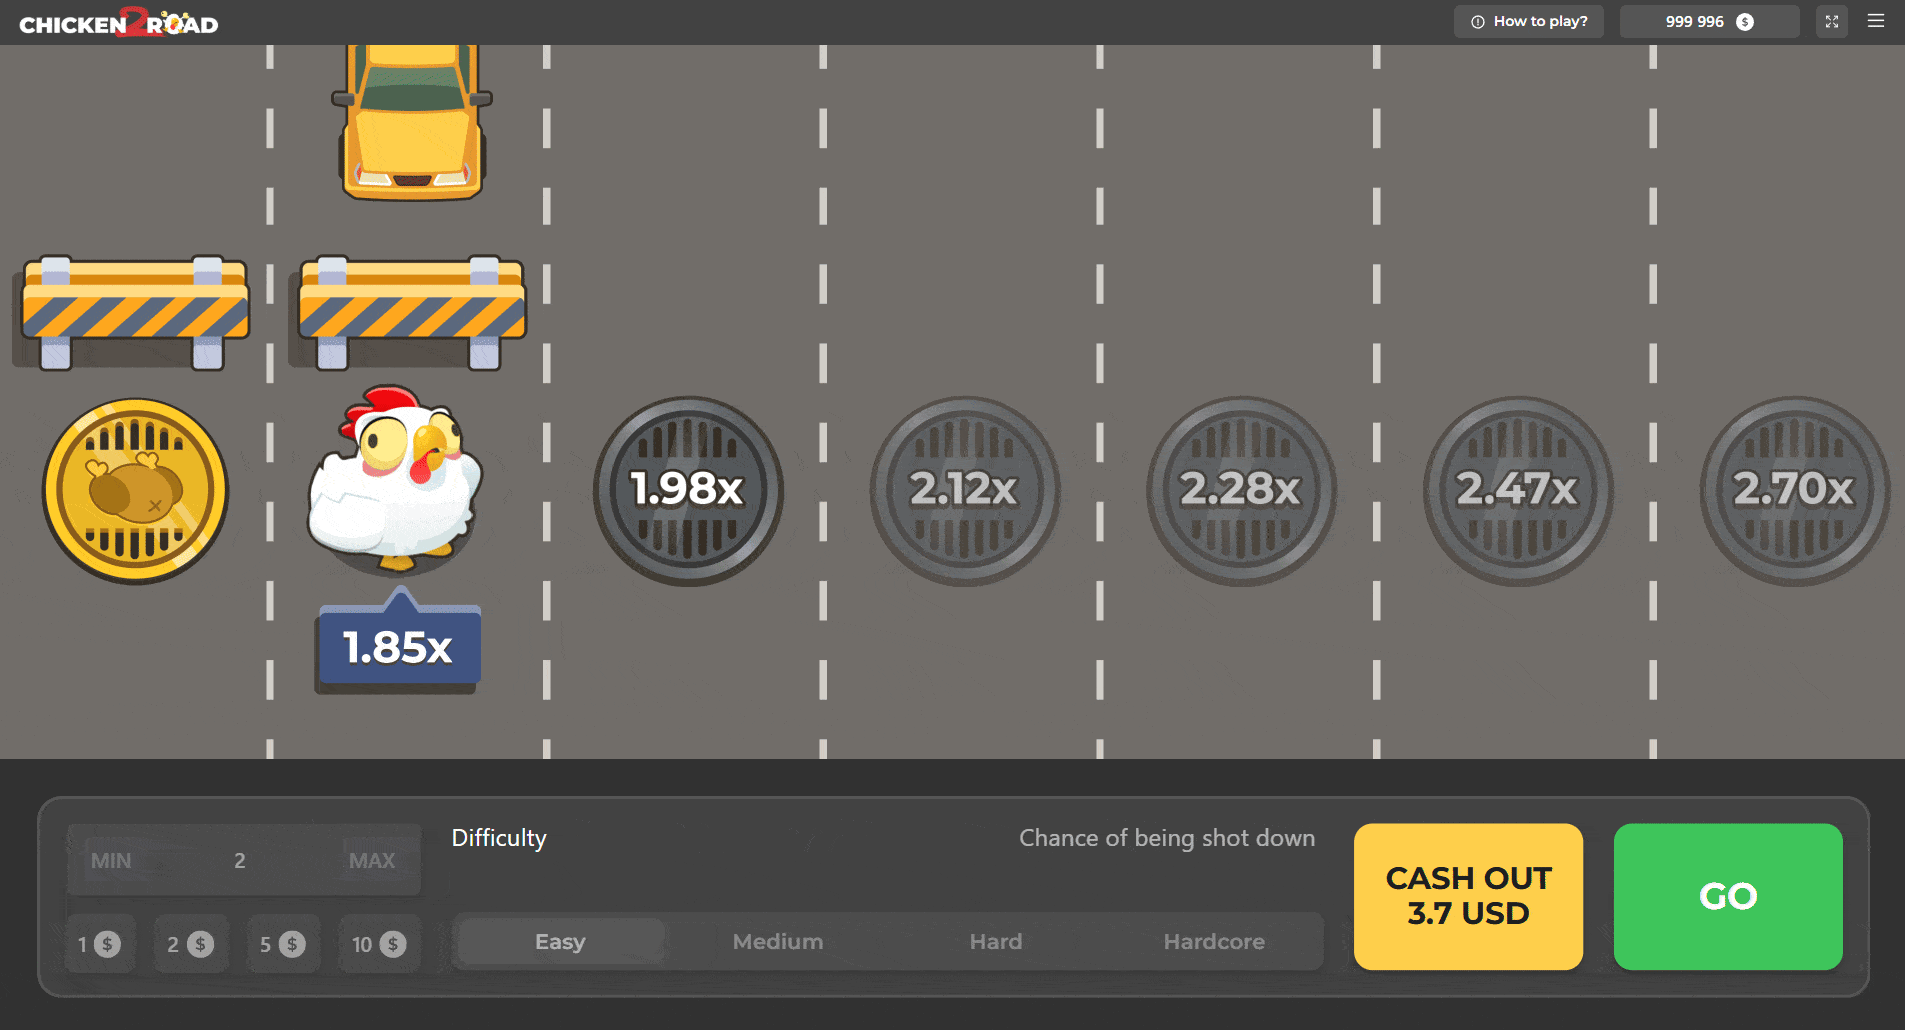 CHICKEN 2 ROAD
How to play?
999 996 $
1.98x
2.12x
2.28x
2.47x
2.70x
1.85x
MIN 2 MAX
1 $ 2 $ 5 $ 10 $
Difficulty
Chance of being shot down
Easy Medium Hard Hardcore
CASH OUT
3.7 USD
GO